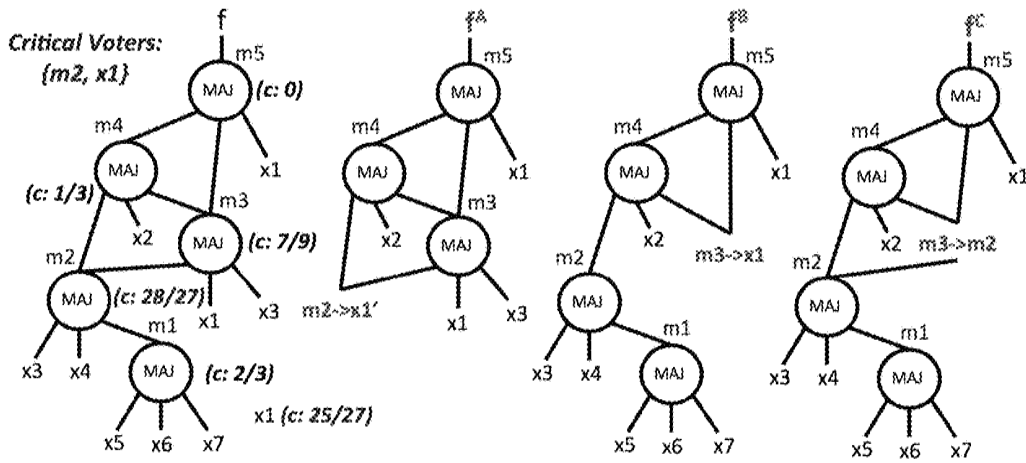 f f^A f^B f^C
Critical Voters:
{m2, x1}
m5 m5 m5 m5
MAJ (c: 0) MAJ MAJ MAJ
m4 m4 m4 m4
MAJ x1 MAJ x1 MAJ x1 MAJ x1
(c: 1/3) m3 m3
x2 MAJ (c: 7/9) x2 MAJ x2 m3->x1 x2 m3->m2
m2 m2 m2
MAJ (c: 28/27) x1 x3 m2->x1' x1 x3 MAJ MAJ
m1 m1 m1
x3 x4 MAJ (c: 2/3) x3 x4 MAJ x3 x4 MAJ
x1 (c: 25/27)
x5 x6 x7 x5 x6 x7 x5 x6 x7